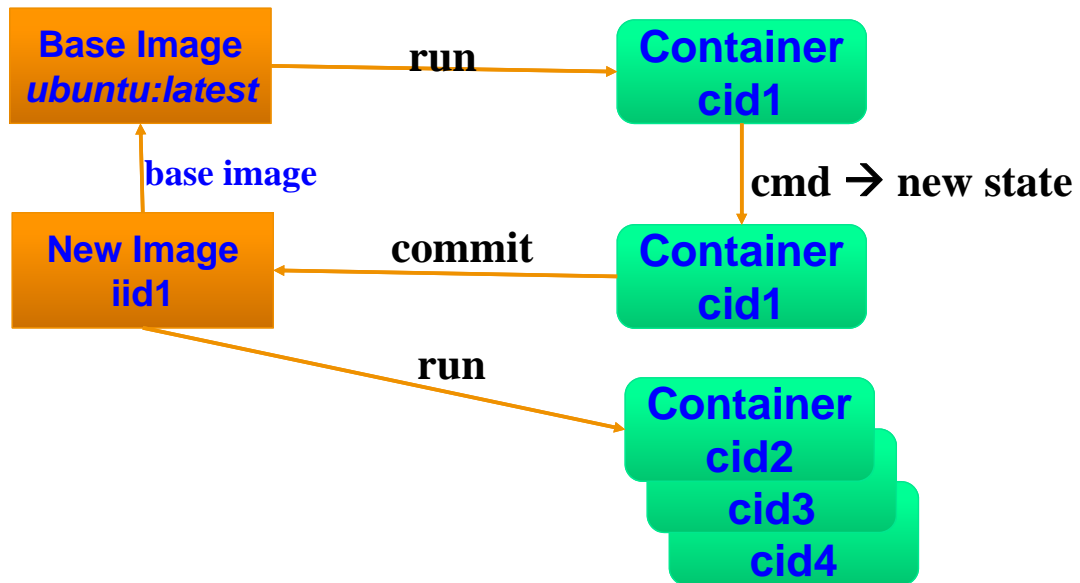 Base Image
ubuntu:latest
run
Container
cid1
base image
cmd → new state
New Image
iid1
commit
Container
cid1
run
Container
cid2
cid3
cid4